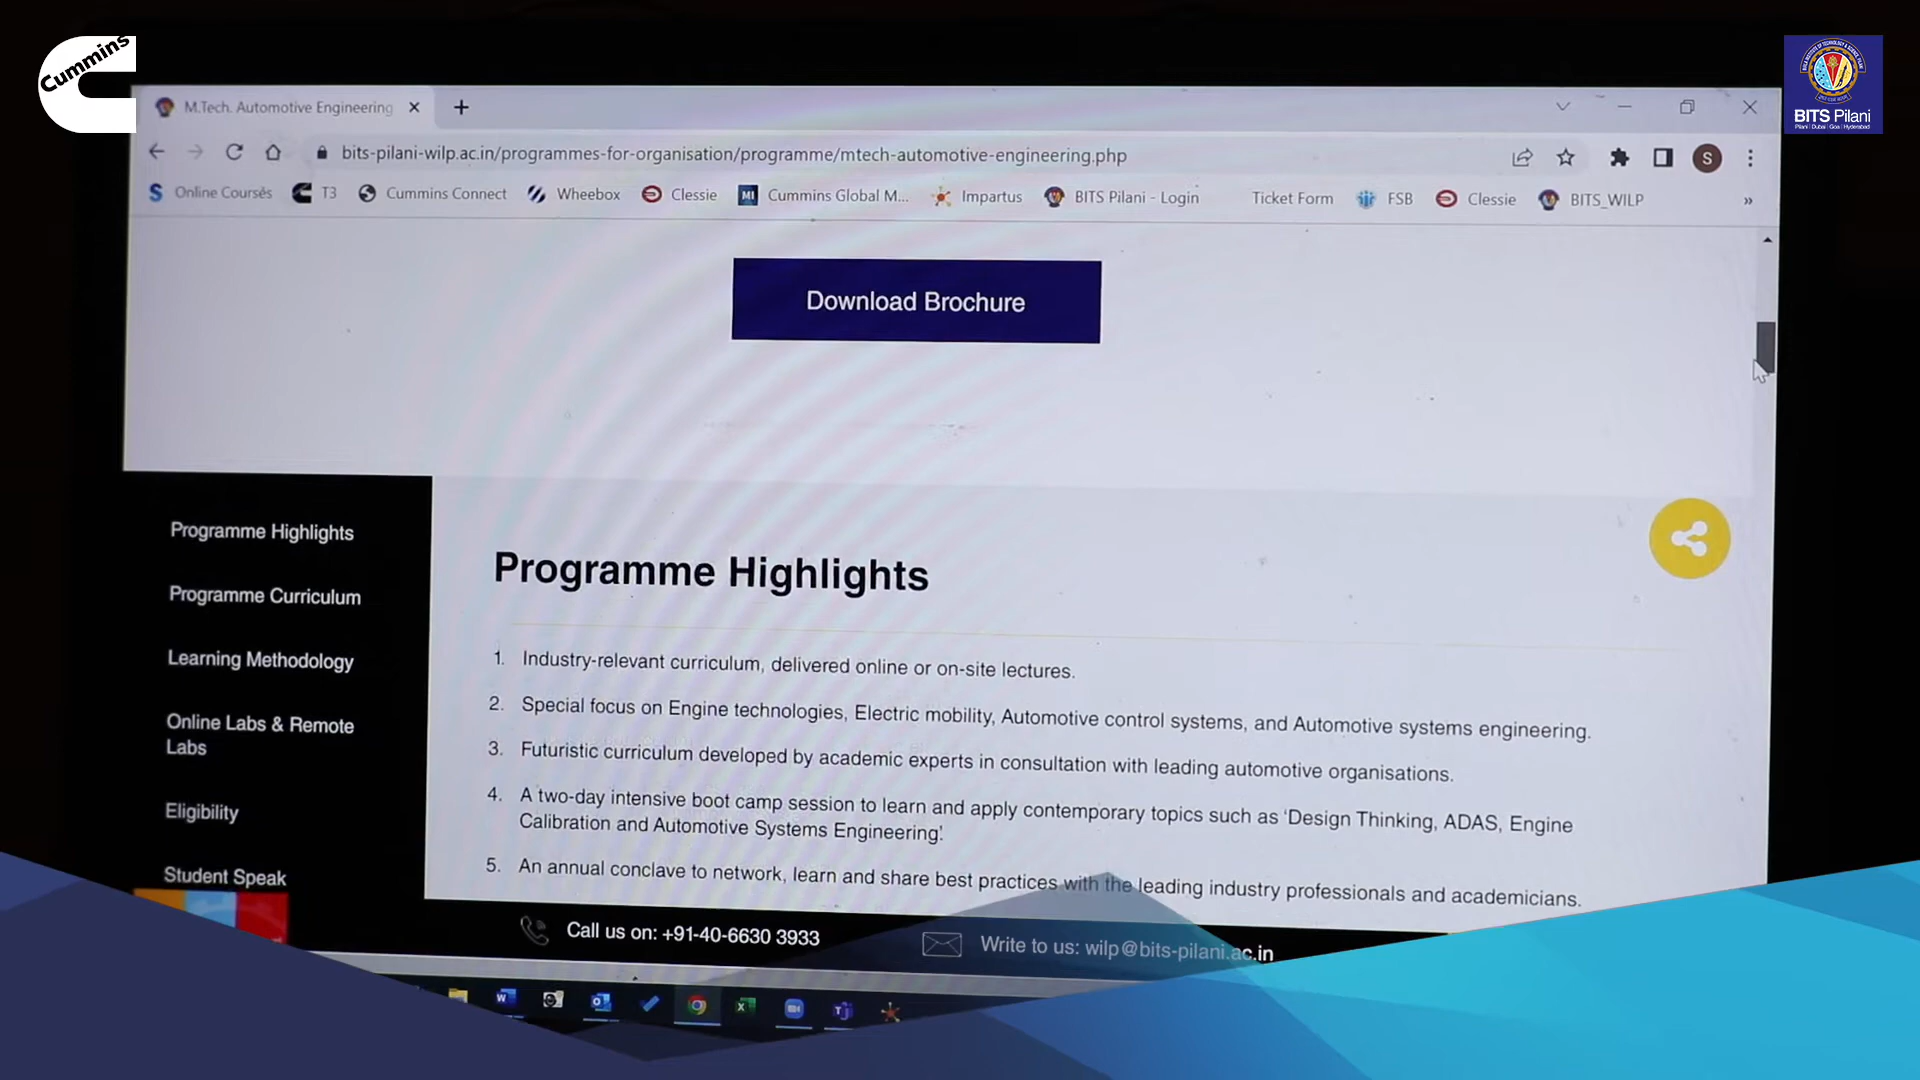 Cummins
BITS Pilani
Pilani | Dubai | Goa | Hyderabad
M.Tech. Automotive Engineering
bits-pilani-wilp.ac.in/programmes-for-organisation/programme/mtech-automotive-engineering.php
S
Online Courses T3 Cummins Connect Wheebox Clessie MI Cummins Global M... Impartus BITS Pilani - Login Ticket Form FSB Clessie BITS_WILP »
Download Brochure
Programme Highlights
Programme Curriculum
Learning Methodology
Online Labs & Remote
Labs
Eligibility
Student Speak
Programme Highlights
1. Industry-relevant curriculum, delivered online or on-site lectures.
2. Special focus on Engine technologies, Electric mobility, Automotive control systems, and Automotive systems engineering.
3. Futuristic curriculum developed by academic experts in consultation with leading automotive organisations.
4. A two-day intensive boot camp session to learn and apply contemporary topics such as 'Design Thinking, ADAS, Engine
Calibration and Automotive Systems Engineering'.
5. An annual conclave to network, learn and share best practices with the leading industry professionals and academicians.
Call us on: +91-40-6630 3933
Write to us: wilp@bits-pilani.ac.in